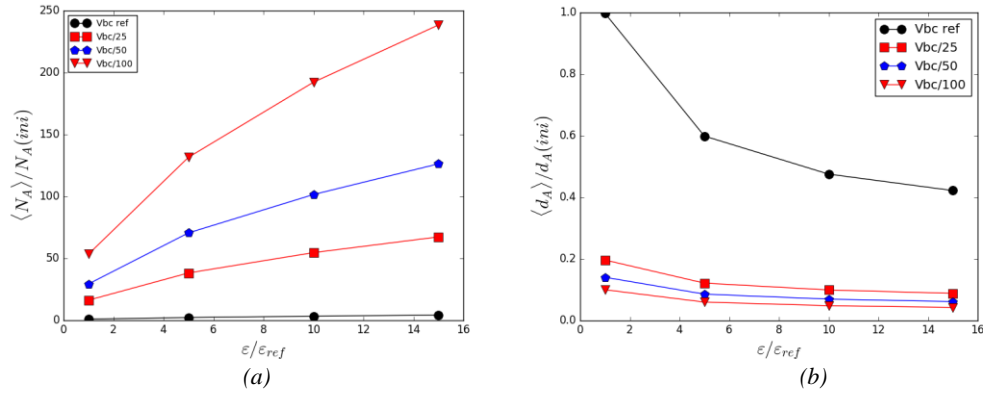 250
200
150
100
50
0
0 2 4 6 8 10 12 14 16
⟨N_A⟩/N_A(ini)
ε/ε_ref
Vbc ref
Vbc/25
Vbc/50
Vbc/100
(a)
1.0
0.8
0.6
0.4
0.2
0.0
0 2 4 6 8 10 12 14 16
⟨d_A⟩/d_A(ini)
ε/ε_ref
Vbc ref
Vbc/25
Vbc/50
Vbc/100
(b)